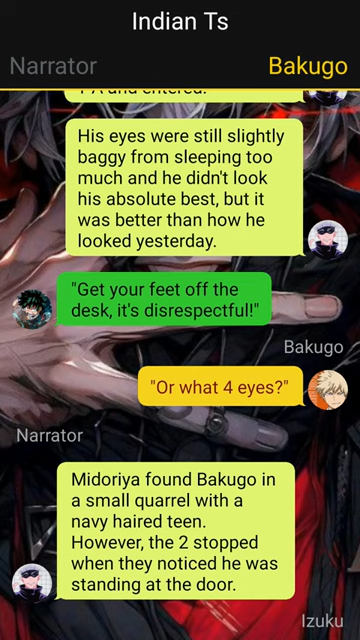 Indian Ts
Narrator
Bakugo
1-A and entered.
His eyes were still slightly
baggy from sleeping too
much and he didn't look
his absolute best, but it
was better than how he
looked yesterday.
"Get your feet off the
desk, it's disrespectful!"
Bakugo
"Or what 4 eyes?"
Narrator
Midoriya found Bakugo in
a small quarrel with a
navy haired teen.
However, the 2 stopped
when they noticed he was
standing at the door.
Izuku